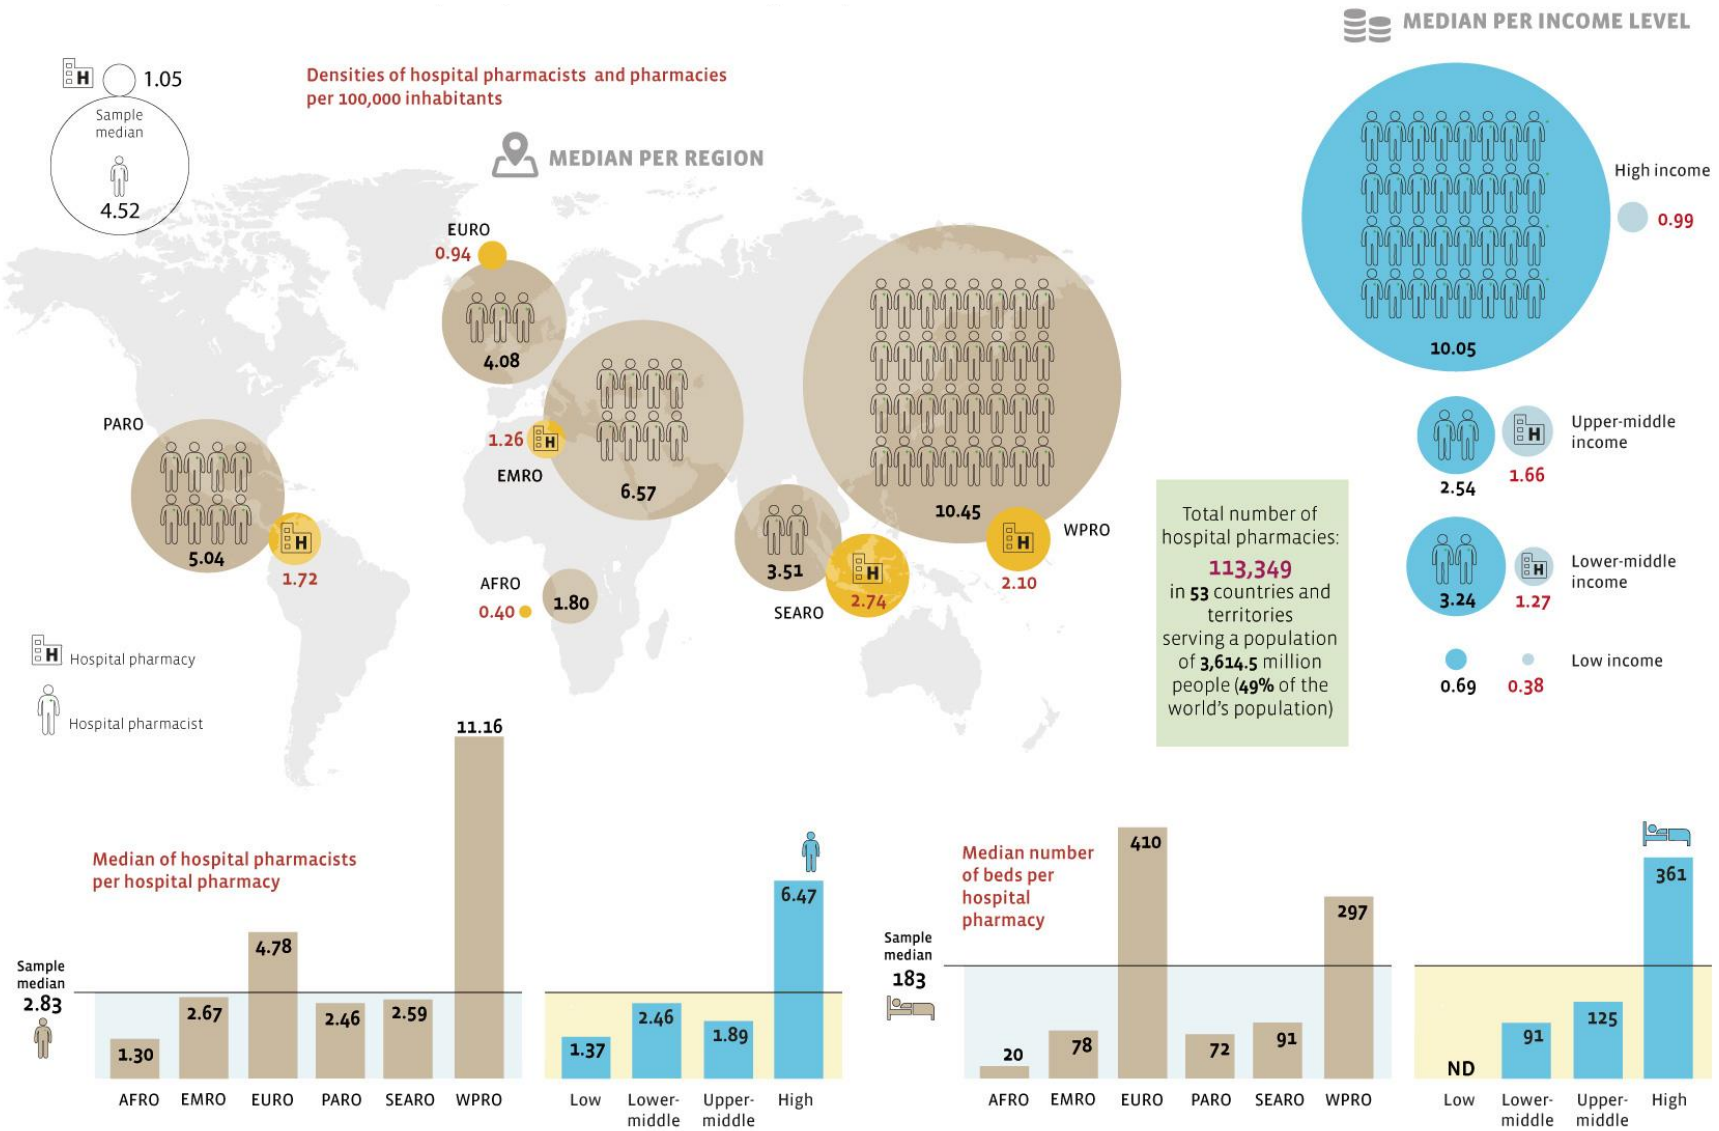 MEDIAN PER INCOME LEVEL
H
1.05
Sample
median
4.52
Densities of hospital pharmacists and pharmacies
per 100,000 inhabitants
MEDIAN PER REGION
EURO
0.94
4.08
PARO
5.04
H
1.72
1.26
H
EMRO
6.57
AFRO
0.40
1.80
3.51
SEARO
H
2.74
10.45
H
WPRO
2.10
High income
0.99
10.05
Upper-middle
income
H
2.54
1.66
Lower-middle
income
H
3.24
1.27
Low income
0.69
0.38
Total number of
hospital pharmacies:
113,349
in 53 countries and
territories
serving a population
of 3,614.5 million
people (49% of the
world's population)
H Hospital pharmacy
Hospital pharmacist
Median of hospital pharmacists
per hospital pharmacy
Sample
median
2.83
1.30
2.67
4.78
2.46
2.59
11.16
AFRO EMRO EURO PARO SEARO WPRO
1.37
2.46
1.89
6.47
Low Lower- Upper- High
middle middle
Median number
of beds per
hospital
pharmacy
Sample
median
183
20
78
410
72
91
297
AFRO EMRO EURO PARO SEARO WPRO
ND
91
125
361
Low Lower- Upper- High
middle middle